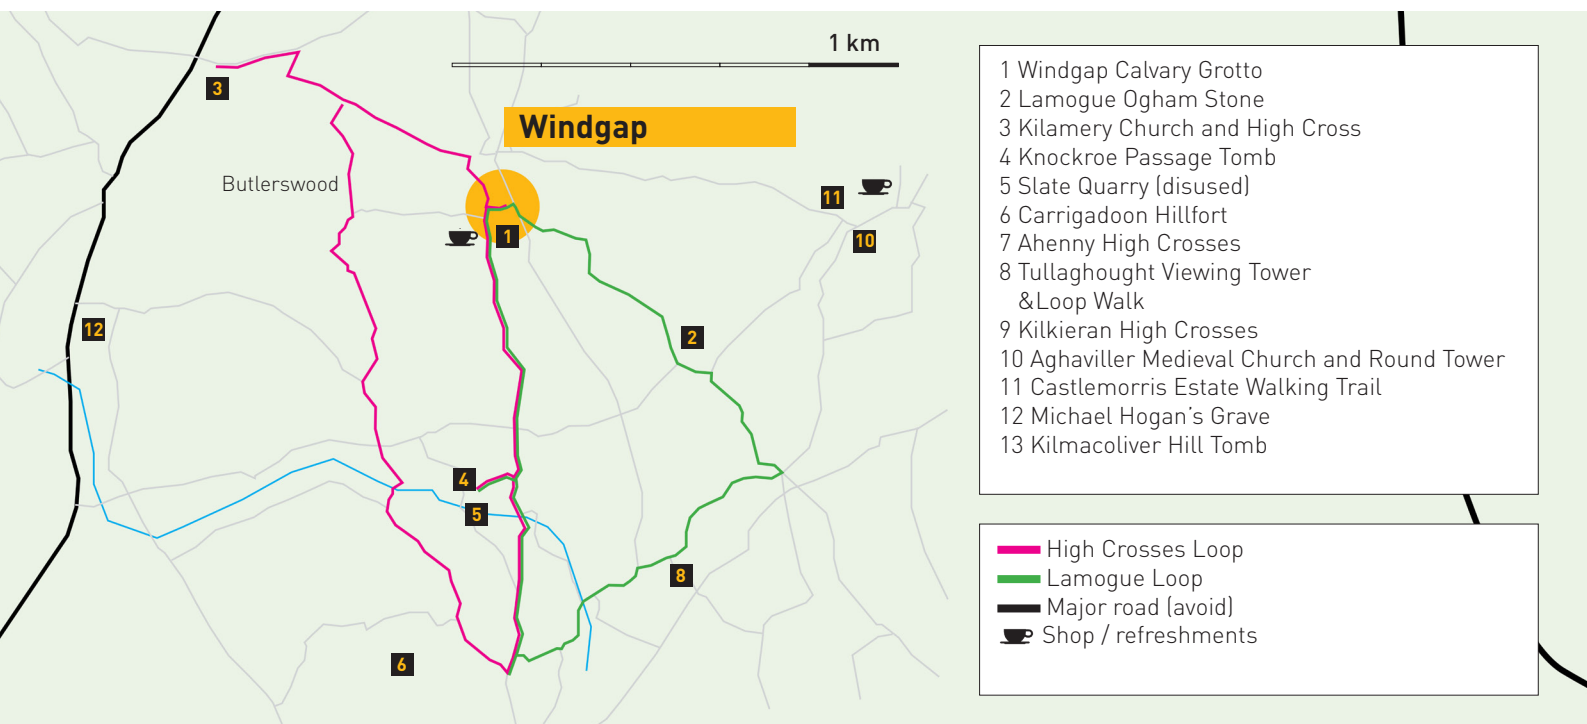 1 km
Windgap
Butlerswood
3
11
10
1
12
2
4
5
8
6
1 Windgap Calvary Grotto
2 Lamogue Ogham Stone
3 Kilamery Church and High Cross
4 Knockroe Passage Tomb
5 Slate Quarry (disused)
6 Carrigadoon Hillfort
7 Ahenny High Crosses
8 Tullaghought Viewing Tower
&Loop Walk
9 Kilkieran High Crosses
10 Aghaviller Medieval Church and Round Tower
11 Castlemorris Estate Walking Trail
12 Michael Hogan's Grave
13 Kilmacoliver Hill Tomb
High Crosses Loop
Lamogue Loop
Major road (avoid)
Shop / refreshments